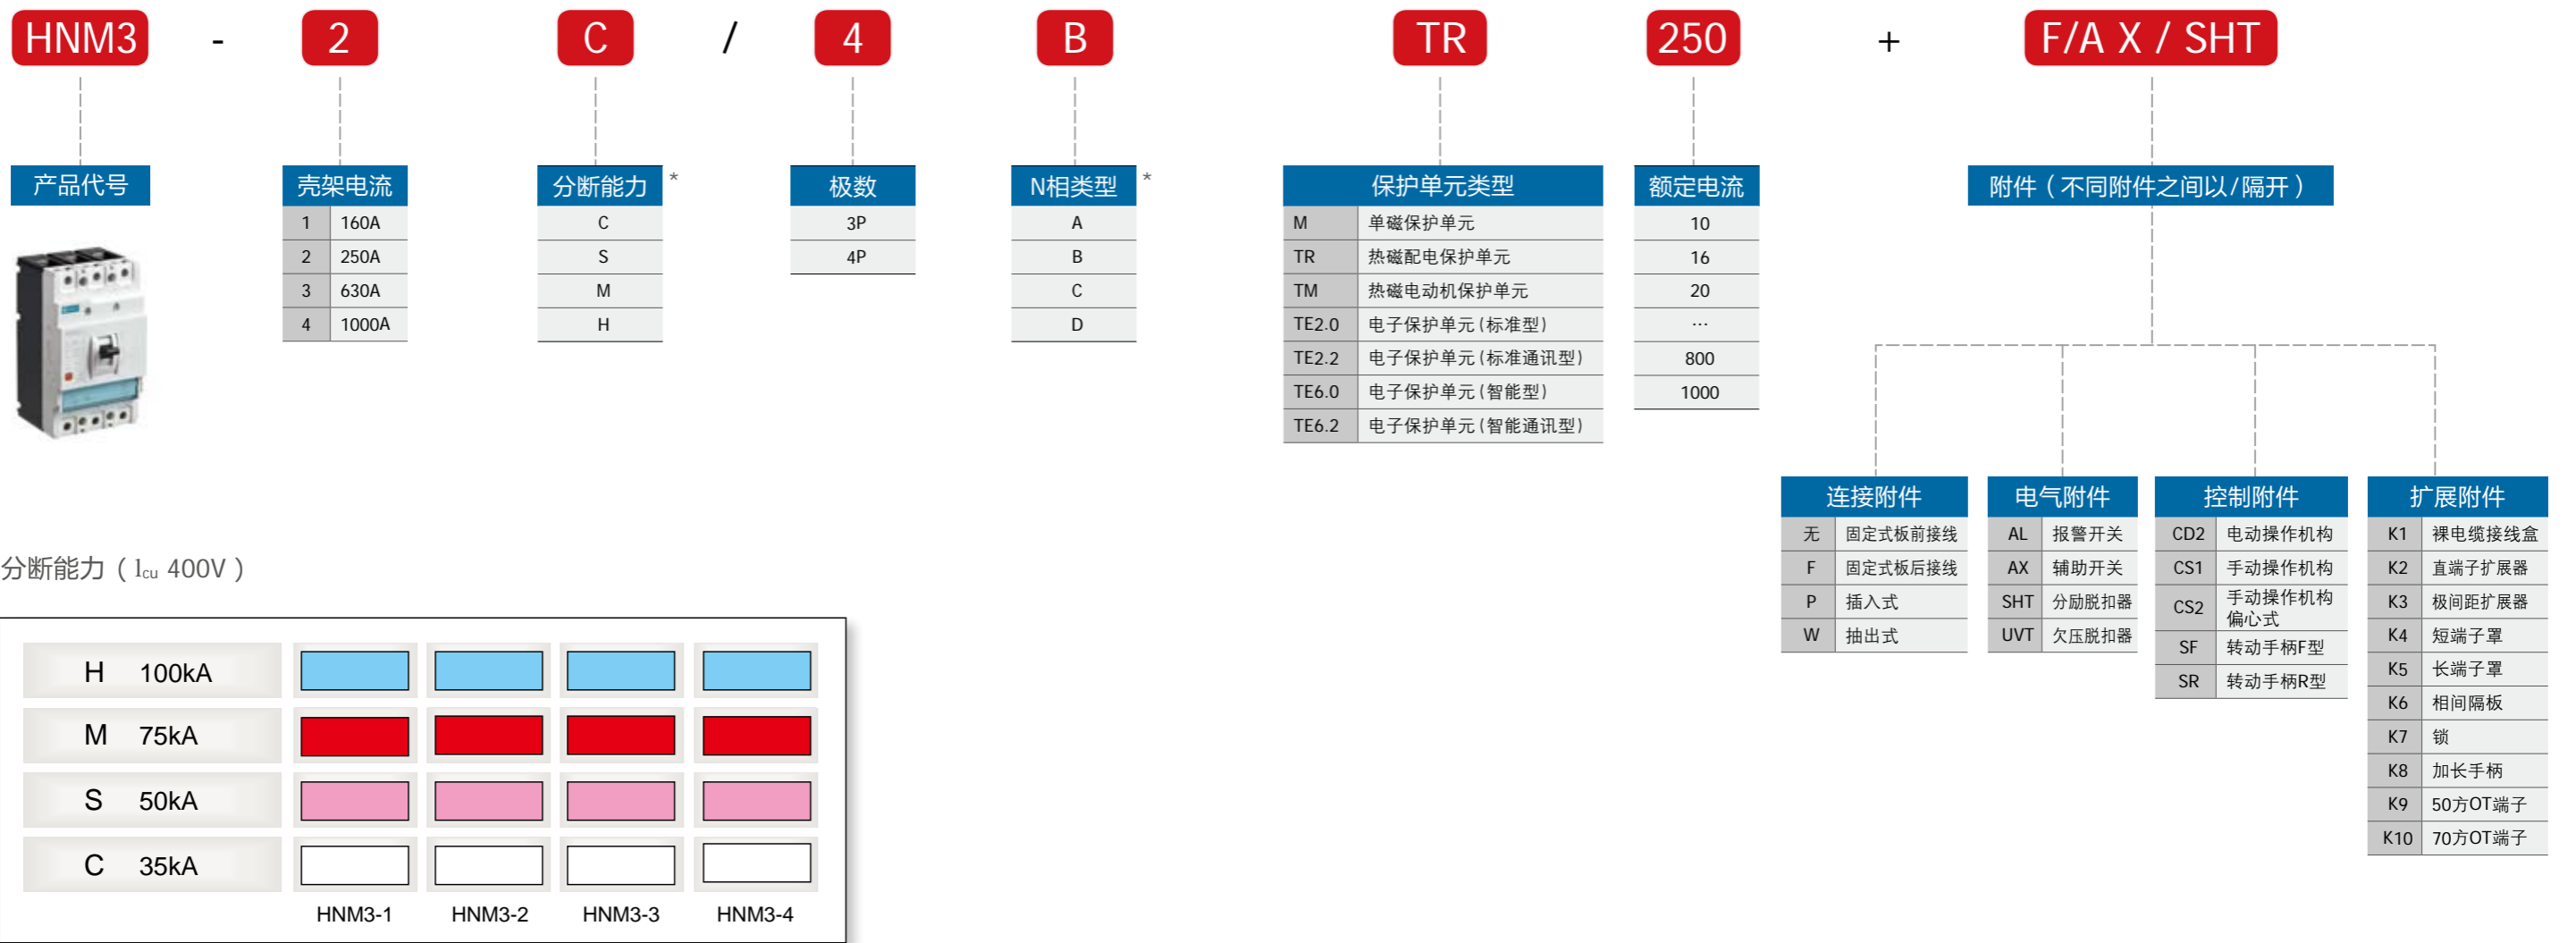 HNM3 - 2 C / 4 B TR 250 + F/A X / SHT
产品代号
壳架电流
1 160A
2 250A
3 630A
4 1000A
分断能力 *
C
S
M
H
极数
3P
4P
N相类型 *
A
B
C
D
保护单元类型
M 单磁保护单元
TR 热磁配电保护单元
TM 热磁电动机保护单元
TE2.0 电子保护单元(标准型)
TE2.2 电子保护单元(标准通讯型)
TE6.0 电子保护单元(智能型)
TE6.2 电子保护单元(智能通讯型)
额定电流
10
16
20
…
800
1000
附件（不同附件之间以/隔开）
连接附件
无 固定式板前接线
F 固定式板后接线
P 插入式
W 抽出式
电气附件
AL 报警开关
AX 辅助开关
SHT 分励脱扣器
UVT 欠压脱扣器
控制附件
CD2 电动操作机构
CS1 手动操作机构
CS2 手动操作机构
偏心式
SF 转动手柄F型
SR 转动手柄R型
扩展附件
K1 裸电缆接线盒
K2 直端子扩展器
K3 极间距扩展器
K4 短端子罩
K5 长端子罩
K6 相间隔板
K7 锁
K8 加长手柄
K9 50方OT端子
K10 70方OT端子
分断能力（Icu 400V）
H 100kA
M 75kA
S 50kA
C 35kA
HNM3-1 HNM3-2 HNM3-3 HNM3-4